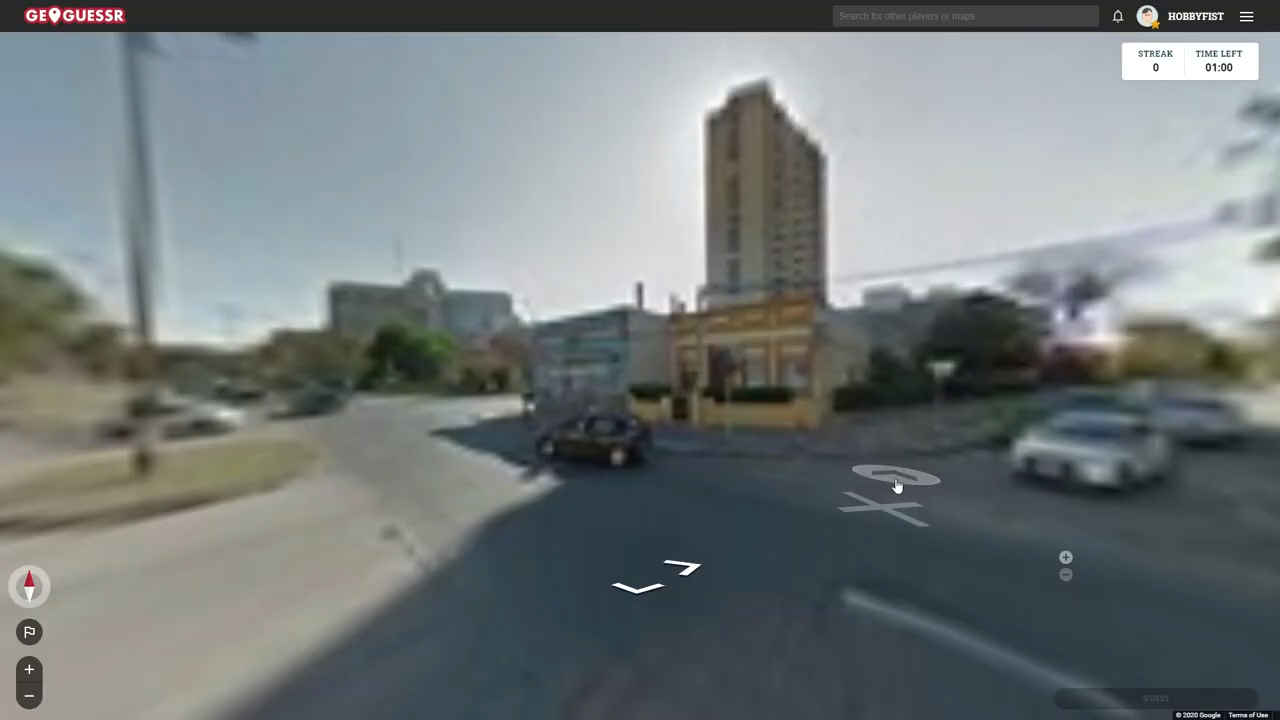 GEOGUESSR
Search for other players or maps
HOBBYFIST
STREAK
0
TIME LEFT
01:00
GUESS
© 2020 Google
Terms of Use